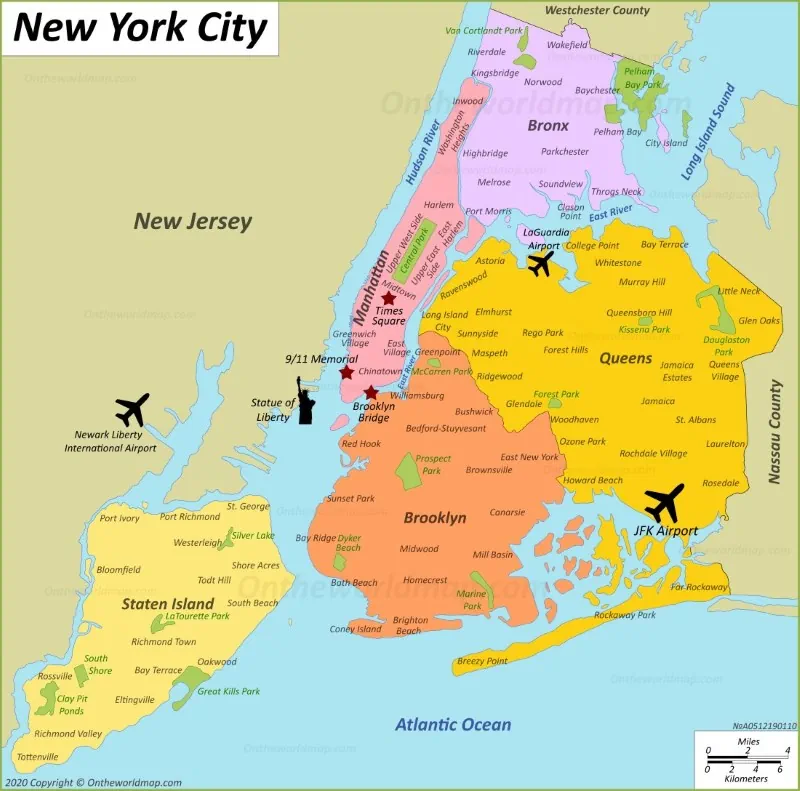 New York City
Westchester County
Van Cortlandt Park
Wakefield
Riverdale
Kingsbridge
Norwood
Pelham
Bay Park
Baychester
Ontheworldmap.com
Inwood
Washington
Heights
Bronx
Pelham Bay
City Island
Long Island Sound
Hudson River
Highbridge
Parkchester
Melrose
Soundview
Throgs Neck
Port Morris
Clason
Point
East River
New Jersey
Harlem
Upper West Side
Central Park
East
Harlem
Upper East
Side
Manhattan
Midtown
Times
Square
LaGuardia
Airport
College Point
Bay Terrace
Whitestone
Astoria
Ravenswood
Murray Hill
Little Neck
Long Island
City
Elmhurst
Queensboro Hill
Kissena Park
Glen Oaks
Douglaston
Park
Sunnyside
Rego Park
Forest Hills
Queens
Greenwich
Village
East
Village
Greenpoint
Maspeth
9/11 Memorial
Chinatown
East River
McCarren Park
Ridgewood
Jamaica
Estates
Queens
Village
Statue of
Liberty
Brooklyn
Bridge
Williamsburg
Glendale
Forest Park
Jamaica
Nassau County
Newark Liberty
International Airport
Bushwick
Woodhaven
St. Albans
Bedford-Stuyvesant
Red Hook
Ozone Park
Laurelton
Prospect
Park
East New York
Rochdale Village
Brownsville
Howard Beach
Rosedale
Sunset Park
Brooklyn
Canarsie
JFK Airport
Port Ivory
Port Richmond
St. George
Westerleigh
Silver Lake
Bay Ridge
Dyker
Beach
Midwood
Mill Basin
Bloomfield
Shore Acres
Todt Hill
Bath Beach
Homecrest
Far Rockaway
Staten Island
South Beach
Marine
Park
LaTourette Park
Rockaway Park
Coney Island
Brighton
Beach
Richmond Town
South
Shore
Bay Terrace
Oakwood
Breezy Point
Rossville
Clay Pit
Ponds
Eltingville
Great Kills Park
Richmond Valley
Tottenville
Atlantic Ocean
NsA0512190110
Miles
0 2 4
0 2 4 6
Kilometers
2020 Copyright © Ontheworldmap.com